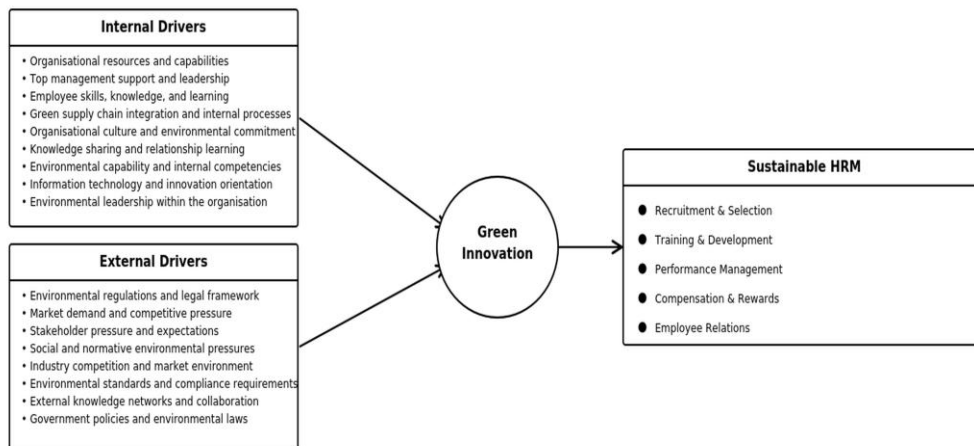 Internal Drivers
• Organisational resources and capabilities
• Top management support and leadership
• Employee skills, knowledge, and learning
• Green supply chain integration and internal processes
• Organisational culture and environmental commitment
• Knowledge sharing and relationship learning
• Environmental capability and internal competencies
• Information technology and innovation orientation
• Environmental leadership within the organisation
External Drivers
• Environmental regulations and legal framework
• Market demand and competitive pressure
• Stakeholder pressure and expectations
• Social and normative environmental pressures
• Industry competition and market environment
• Environmental standards and compliance requirements
• External knowledge networks and collaboration
• Government policies and environmental laws
Green
Innovation
Sustainable HRM
● Recruitment & Selection
● Training & Development
● Performance Management
● Compensation & Rewards
● Employee Relations